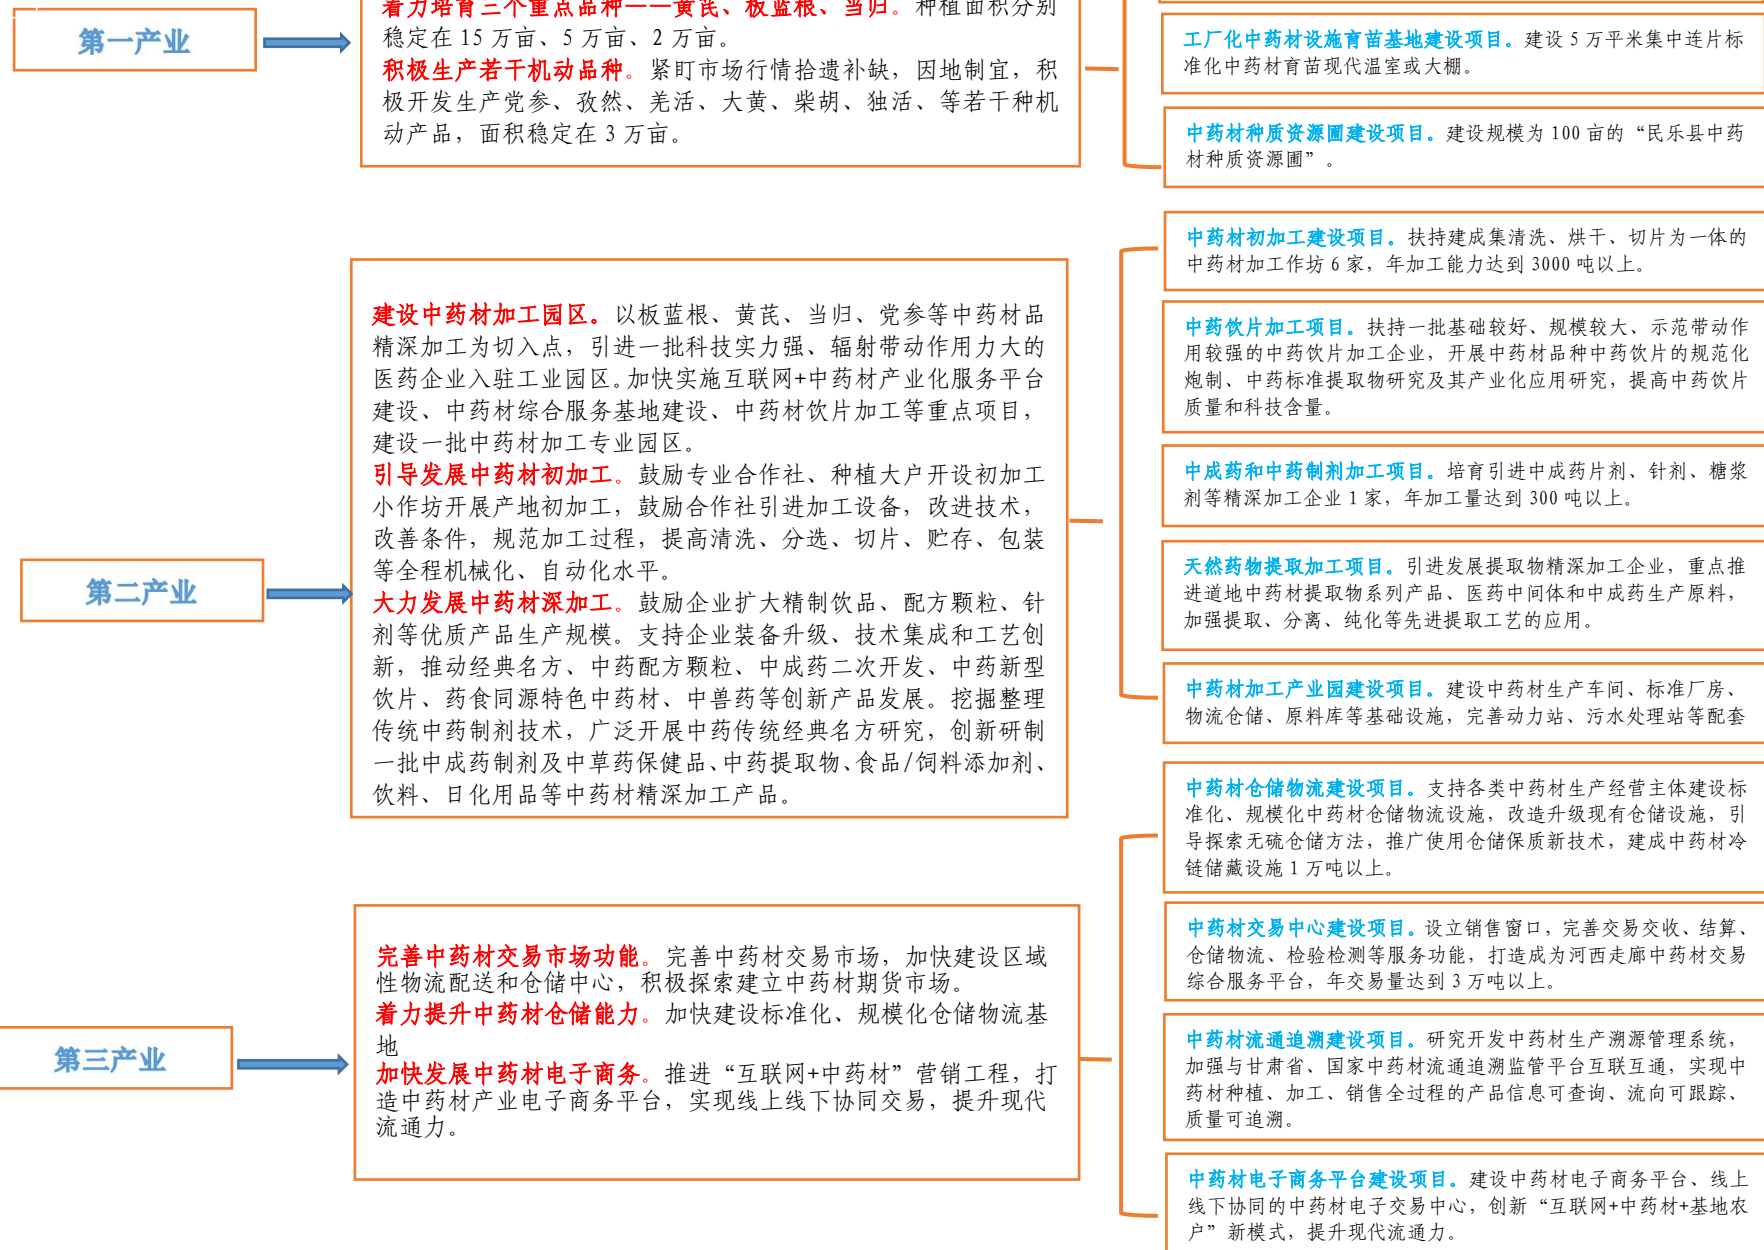 第一产业
着力培育三个重点品种——黄芪、板蓝根、当归。种植面积分别
稳定在 15 万亩、5 万亩、2 万亩。
积极生产若干机动品种。紧盯市场行情拾遗补缺，因地制宜，积
极开发生产党参、孜然、羌活、大黄、柴胡、独活、等若干种机
动产品，面积稳定在 3 万亩。
工厂化中药材设施育苗基地建设项目。建设 5 万平米集中连片标
准化中药材育苗现代温室或大棚。
中药材种质资源圃建设项目。建设规模为 100 亩的“民乐县中药
材种质资源圃”。
第二产业
建设中药材加工园区。以板蓝根、黄芪、当归、党参等中药材品
精深加工为切入点，引进一批科技实力强、辐射带动作用力大的
医药企业入驻工业园区。加快实施互联网+中药材产业化服务平台
建设、中药材综合服务基地建设、中药材饮片加工等重点项目，
建设一批中药材加工专业园区。
引导发展中药材初加工。鼓励专业合作社、种植大户开设初加工
小作坊开展产地初加工，鼓励合作社引进加工设备，改进技术，
改善条件，规范加工过程，提高清洗、分选、切片、贮存、包装
等全程机械化、自动化水平。
大力发展中药材深加工。鼓励企业扩大精制饮品、配方颗粒、针
剂等优质产品生产规模。支持企业装备升级、技术集成和工艺创
新，推动经典名方、中药配方颗粒、中成药二次开发、中药新型
饮片、药食同源特色中药材、中兽药等创新产品发展。挖掘整理
传统中药制剂技术，广泛开展中药传统经典名方研究，创新研制
一批中成药制剂及中草药保健品、中药提取物、食品/饲料添加剂、
饮料、日化用品等中药材精深加工产品。
中药材初加工建设项目。扶持建成集清洗、烘干、切片为一体的
中药材加工作坊 6 家，年加工能力达到 3000 吨以上。
中药饮片加工项目。扶持一批基础较好、规模较大、示范带动作
用较强的中药饮片加工企业，开展中药材品种中药饮片的规范化
炮制、中药标准提取物研究及其产业化应用研究，提高中药饮片
质量和科技含量。
中成药和中药制剂加工项目。培育引进中成药片剂、针剂、糖浆
剂等精深加工企业 1 家，年加工量达到 300 吨以上。
天然药物提取加工项目。引进发展提取物精深加工企业，重点推
进道地中药材提取物系列产品、医药中间体和中成药生产原料，
加强提取、分离、纯化等先进提取工艺的应用。
中药材加工产业园建设项目。建设中药材生产车间、标准厂房、
物流仓储、原料库等基础设施，完善动力站、污水处理站等配套
第三产业
完善中药材交易市场功能。完善中药材交易市场，加快建设区域
性物流配送和仓储中心，积极探索建立中药材期货市场。
着力提升中药材仓储能力。加快建设标准化、规模化仓储物流基
地
加快发展中药材电子商务。推进“互联网+中药材”营销工程，打
造中药材产业电子商务平台，实现线上线下协同交易，提升现代
流通力。
中药材仓储物流建设项目。支持各类中药材生产经营主体建设标
准化、规模化中药材仓储物流设施，改造升级现有仓储设施，引
导探索无硫仓储方法，推广使用仓储保质新技术，建成中药材冷
链储藏设施 1 万吨以上。
中药材交易中心建设项目。设立销售窗口，完善交易交收、结算、
仓储物流、检验检测等服务功能，打造成为河西走廊中药材交易
综合服务平台，年交易量达到 3 万吨以上。
中药材流通追溯建设项目。研究开发中药材生产溯源管理系统，
加强与甘肃省、国家中药材流通追溯监管平台互联互通，实现中
药材种植、加工、销售全过程的产品信息可查询、流向可跟踪、
质量可追溯。
中药材电子商务平台建设项目。建设中药材电子商务平台、线上
线下协同的中药材电子交易中心，创新“互联网+中药材+基地农
户”新模式，提升现代流通力。